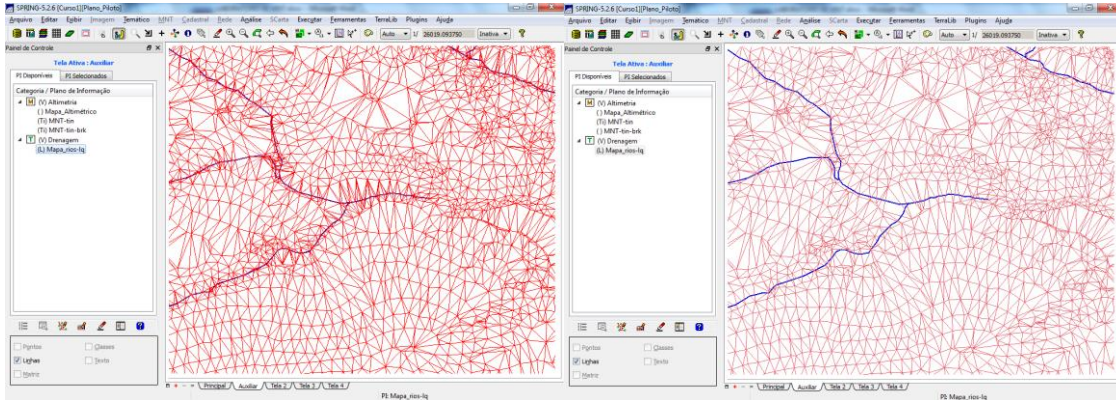 SPRING-5.2.6 [Curso1][Plano_Piloto]
Arquivo Editar Exibir Imagem Temático MNT Cadastral Rede Análise SCarta Executar Ferramentas TerraLib Plugins Ajuda
Auto 1/ 26019.093750 Inativa
Painel de Controle
Tela Ativa : Auxiliar
PI Disponíveis PI Selecionados
Categoria / Plano de Informação
M (V) Altimetria
( ) Mapa_Altimétrico
(Ti) MNT-tin
(Ti) MNT-tin-brk
T (V) Drenagem
(L) Mapa_rios-lq
Pontos Classes
Linhas Texto
Matriz
Principal Auxiliar Tela 2 Tela 3 Tela 4
PI: Mapa_rios-lq
SPRING-5.2.6 [Curso1][Plano_Piloto]
Arquivo Editar Exibir Imagem Temático MNT Cadastral Rede Análise SCarta Executar Ferramentas TerraLib Plugins Ajuda
Auto 1/ 26019.093750 Inativa
Painel de Controle
Tela Ativa : Auxiliar
PI Disponíveis PI Selecionados
Categoria / Plano de Informação
M (V) Altimetria
( ) Mapa_Altimétrico
(Ti) MNT-tin
( ) MNT-tin-brk
T (V) Drenagem
(L) Mapa_rios-lq
Pontos Classes
Linhas Texto
Matriz
Principal Auxiliar Tela 2 Tela 3 Tela 4
PI: Mapa_rios-lq